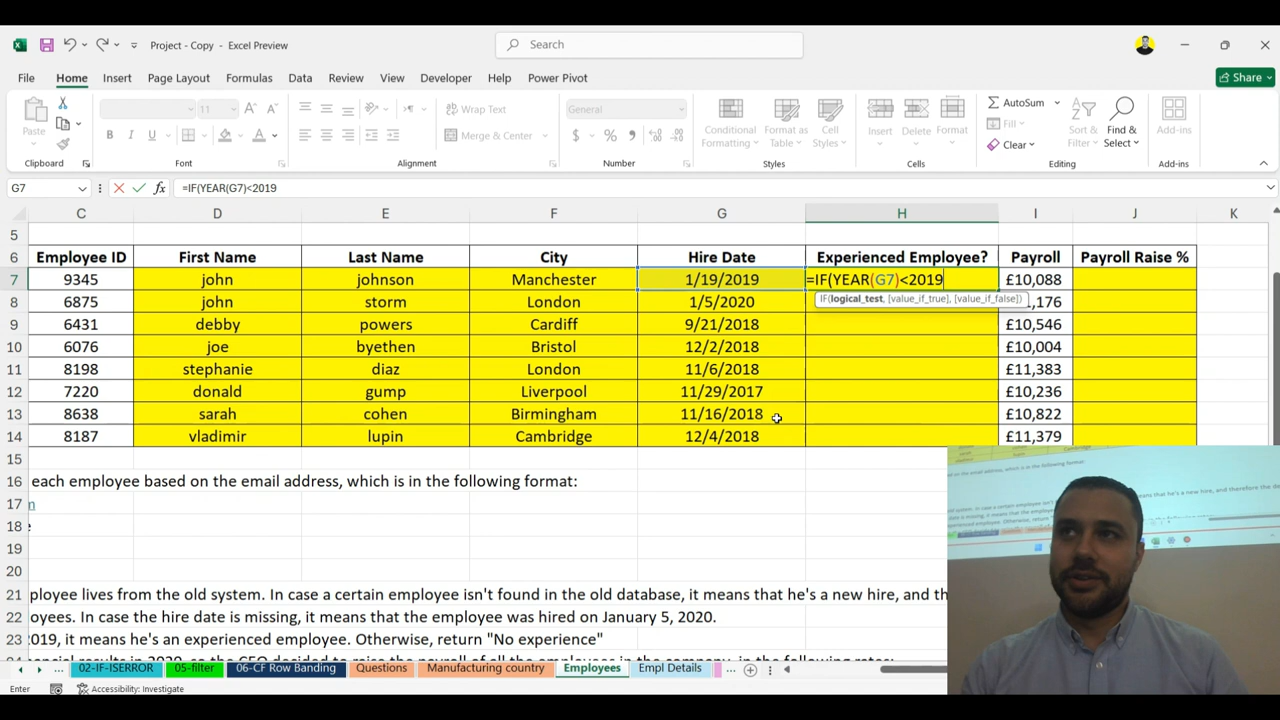 Project - Copy - Excel Preview
Search
File Home Insert Page Layout Formulas Data Review View Developer Help Power Pivot
Share
Paste
11
Wrap Text
General
Merge & Center
Conditional Formatting
Format as Table
Cell Styles
Insert
Delete
Format
AutoSum
Fill
Clear
Sort & Filter
Find & Select
Add-ins
Clipboard Font Alignment Number Styles Cells Editing Add-ins
G7 fx =IF(YEAR(G7)<2019
C D E F G H I J K
5
6 Employee ID First Name Last Name City Hire Date Experienced Employee? Payroll Payroll Raise %
7 9345 john johnson Manchester 1/19/2019 =IF(YEAR(G7)<2019 £10,088
IF(logical_test, [value_if_true], [value_if_false])
8 6875 john storm London 1/5/2020 1,176
9 6431 debby powers Cardiff 9/21/2018 £10,546
10 6076 joe byethen Bristol 12/2/2018 £10,004
11 8198 stephanie diaz London 11/6/2018 £11,383
12 7220 donald gump Liverpool 11/29/2017 £10,236
13 8638 sarah cohen Birmingham 11/16/2018 £10,822
14 8187 vladimir lupin Cambridge 12/4/2018 £11,379
15
16 each employee based on the email address, which is in the following format:
17
18
19
20
21 ployee lives from the old system. In case a certain employee isn't found in the old database, it means that he's a new hire, and th
22 oyees. In case the hire date is missing, it means that the employee was hired on January 5, 2020.
23 2019, it means he's an experienced employee. Otherwise, return "No experience"
02-IF-ISERROR 05-filter 06-CF Row Banding Questions Manufacturing country Employees Empl Details
Enter Accessibility: Investigate